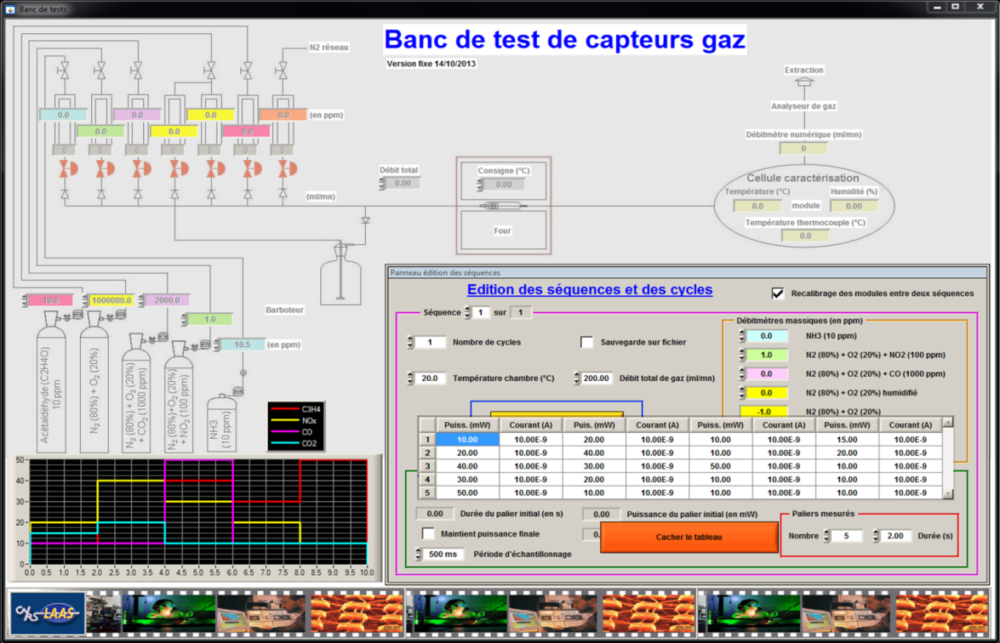 Banc de tests
Banc de test de capteurs gaz
Version fixe 14/10/2013
N2 réseau
0.0 0.0 0.0 0.0 (en ppm)
0.0 0.0 0.0
0 0 0 0 0 0 0
(ml/mn)
Débit total
0.00
Consigne (°C)
0.00
Four
Extraction
Analyseur de gaz
Débitmètre numérique (ml/mn)
0
Cellule caractérisation
Température (°C) Humidité (%)
0.0 module 0.00
Température thermocouple (°C)
0.0
10.0 1000000.0 2000.0
1.0
10.5 (en ppm)
Barboteur
Acétaldéhyde (C2H4O)
10 ppm
N2 (80%) + O2 (20%)
N2 (80%) + O2 (20%)
+ CO2 (1000 ppm)
N2 (80%)+O2 (20%)
+ NO2 (100 ppm)
NH3
(10 ppm)
C3H4
NOx
CO
CO2
50
40
30
20
10
0
0.0 0.5 1.0 1.5 2.0 2.5 3.0 3.5 4.0 4.5 5.0 5.5 6.0 6.5 7.0 7.5 8.0 8.5 9.0 9.5 10.0
Panneau édition des séquences
Edition des séquences et des cycles
Recalibrage des modules entre deux séquences
Séquence 1 sur 1
1 Nombre de cycles
Sauvegarde sur fichier
20.0 Température chambre (°C)
200.00 Débit total de gaz (ml/mn)
Débitmètres massiques (en ppm)
0.0 NH3 (10 ppm)
1.0 N2 (80%) + O2 (20%) + NO2 (100 ppm)
0.0 N2 (80%) + O2 (20%) + CO (1000 ppm)
0.0 N2 (80%) + O2 (20%) humidifié
-1.0 N2 (80%) + O2 (20%)
Puiss. (mW) Courant (A) Puiss. (mW) Courant (A) Puiss. (mW) Courant (A) Puiss. (mW) Courant (A)
1 10.00 10.00E-9 20.00 10.00E-9 10.00 10.00E-9 15.00 10.00E-9
2 20.00 10.00E-9 40.00 10.00E-9 10.00 10.00E-9 20.00 10.00E-9
3 40.00 10.00E-9 30.00 10.00E-9 50.00 10.00E-9 10.00 10.00E-9
4 30.00 10.00E-9 20.00 10.00E-9 10.00 10.00E-9 20.00 10.00E-9
5 50.00 10.00E-9 10.00 10.00E-9 10.00 10.00E-9 10.00 10.00E-9
0.00 Durée du palier initial (en s)
0.00 Puissance du palier initial (en mW)
Maintient puissance finale
0.
Cacher le tableau
500 ms Période d'échantillonnage
Paliers mesurés
Nombre 5 2.00 Durée (s)
LAAS